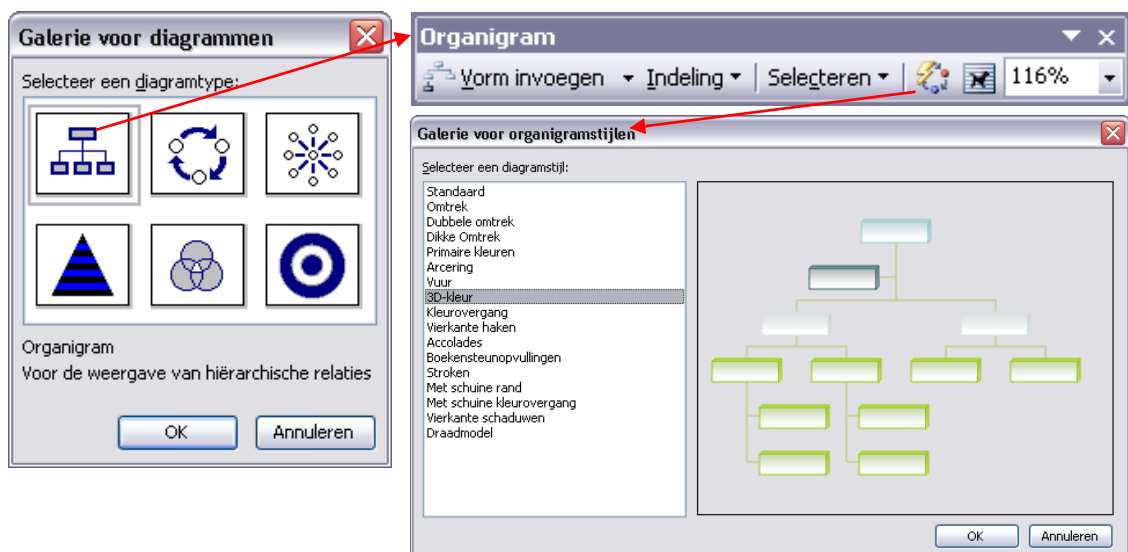 Galerie voor diagrammen
Selecteer een diagramtype:
Organigram
Voor de weergave van hiërarchische relaties
OK Annuleren
Organigram
Vorm invoegen Indeling Selecteren 116%
Galerie voor organigramstijlen
Selecteer een diagramstijl:
Standaard
Omtrek
Dubbele omtrek
Dikke Omtrek
Primaire kleuren
Arcering
Vuur
3D-kleur
Kleurovergang
Vierkante haken
Accolades
Boekensteunopvullingen
Stroken
Met schuine rand
Met schuine kleurovergang
Vierkante schaduwen
Draadmodel
OK Annuleren